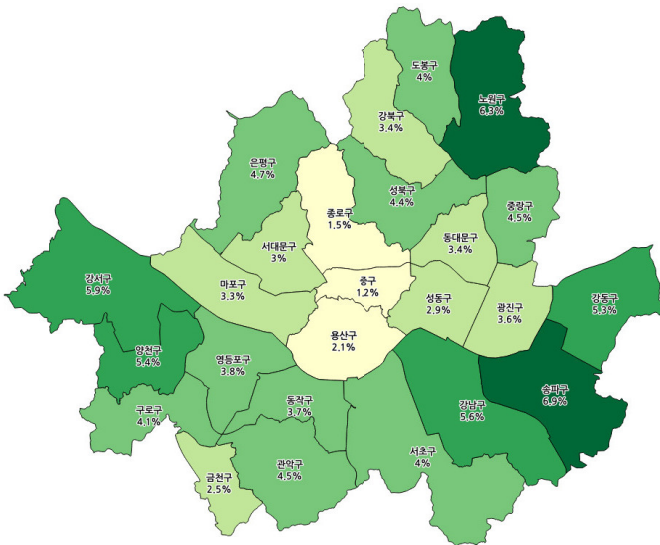 도봉구
4%
노원구
6.3%
강북구
3.4%
은평구
4.7%
성북구
4.4%
중랑구
4.5%
종로구
1.5%
동대문구
3.4%
서대문구
3%
강서구
5.9%
마포구
3.3%
중구
1.2%
성동구
2.9%
광진구
3.6%
강동구
5.3%
용산구
2.1%
양천구
5.4%
영등포구
3.8%
송파구
6.9%
구로구
4.1%
동작구
3.7%
강남구
5.6%
서초구
4%
관악구
4.5%
금천구
2.5%